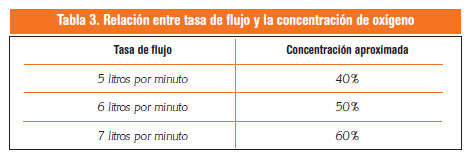 Tabla 3. Relación entre tasa de flujo y la concentración de oxígeno
Tasa de flujo Concentración aproximada
5 litros por minuto 40%
6 litros por minuto 50%
7 litros por minuto 60%